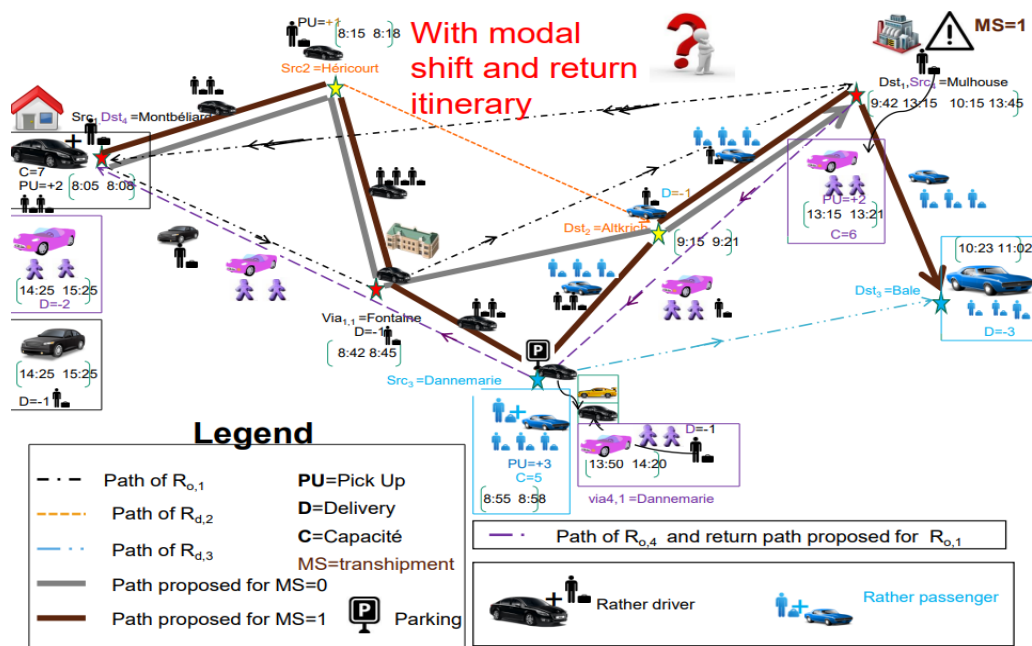 With modal
shift and return
itinerary
PU=+1
8:15 8:18
Src2 =Héricourt
MS=1
Dst1,Src4=Mulhouse
9:42 13:15 10:15 13:45
Src1,Dst4 =Montbéliard
C=7
PU=+2
8:05 8:08
14:25 15:25
D=-2
14:25 15:25
D=-1
D=-1
Dst2 =Altkrich
9:15 9:21
PU=+2
13:15 13:21
C=6
10:23 11:02
Dst3 =Bale
D=-3
Via1,1=Fontaine
D=-1
8:42 8:45
P
Src3 =Dannemarie
PU=+3
C=5
8:55 8:58
D=-1
13:50 14:20
via4,1 =Dannemarie
Legend
Path of Ro,1
Path of Rd,2
Path of Rd,3
Path proposed for MS=0
Path proposed for MS=1
PU=Pick Up
D=Delivery
C=Capacité
MS=transhipment
P Parking
Path of Ro,4 and return path proposed for Ro,1
Rather driver
Rather passenger